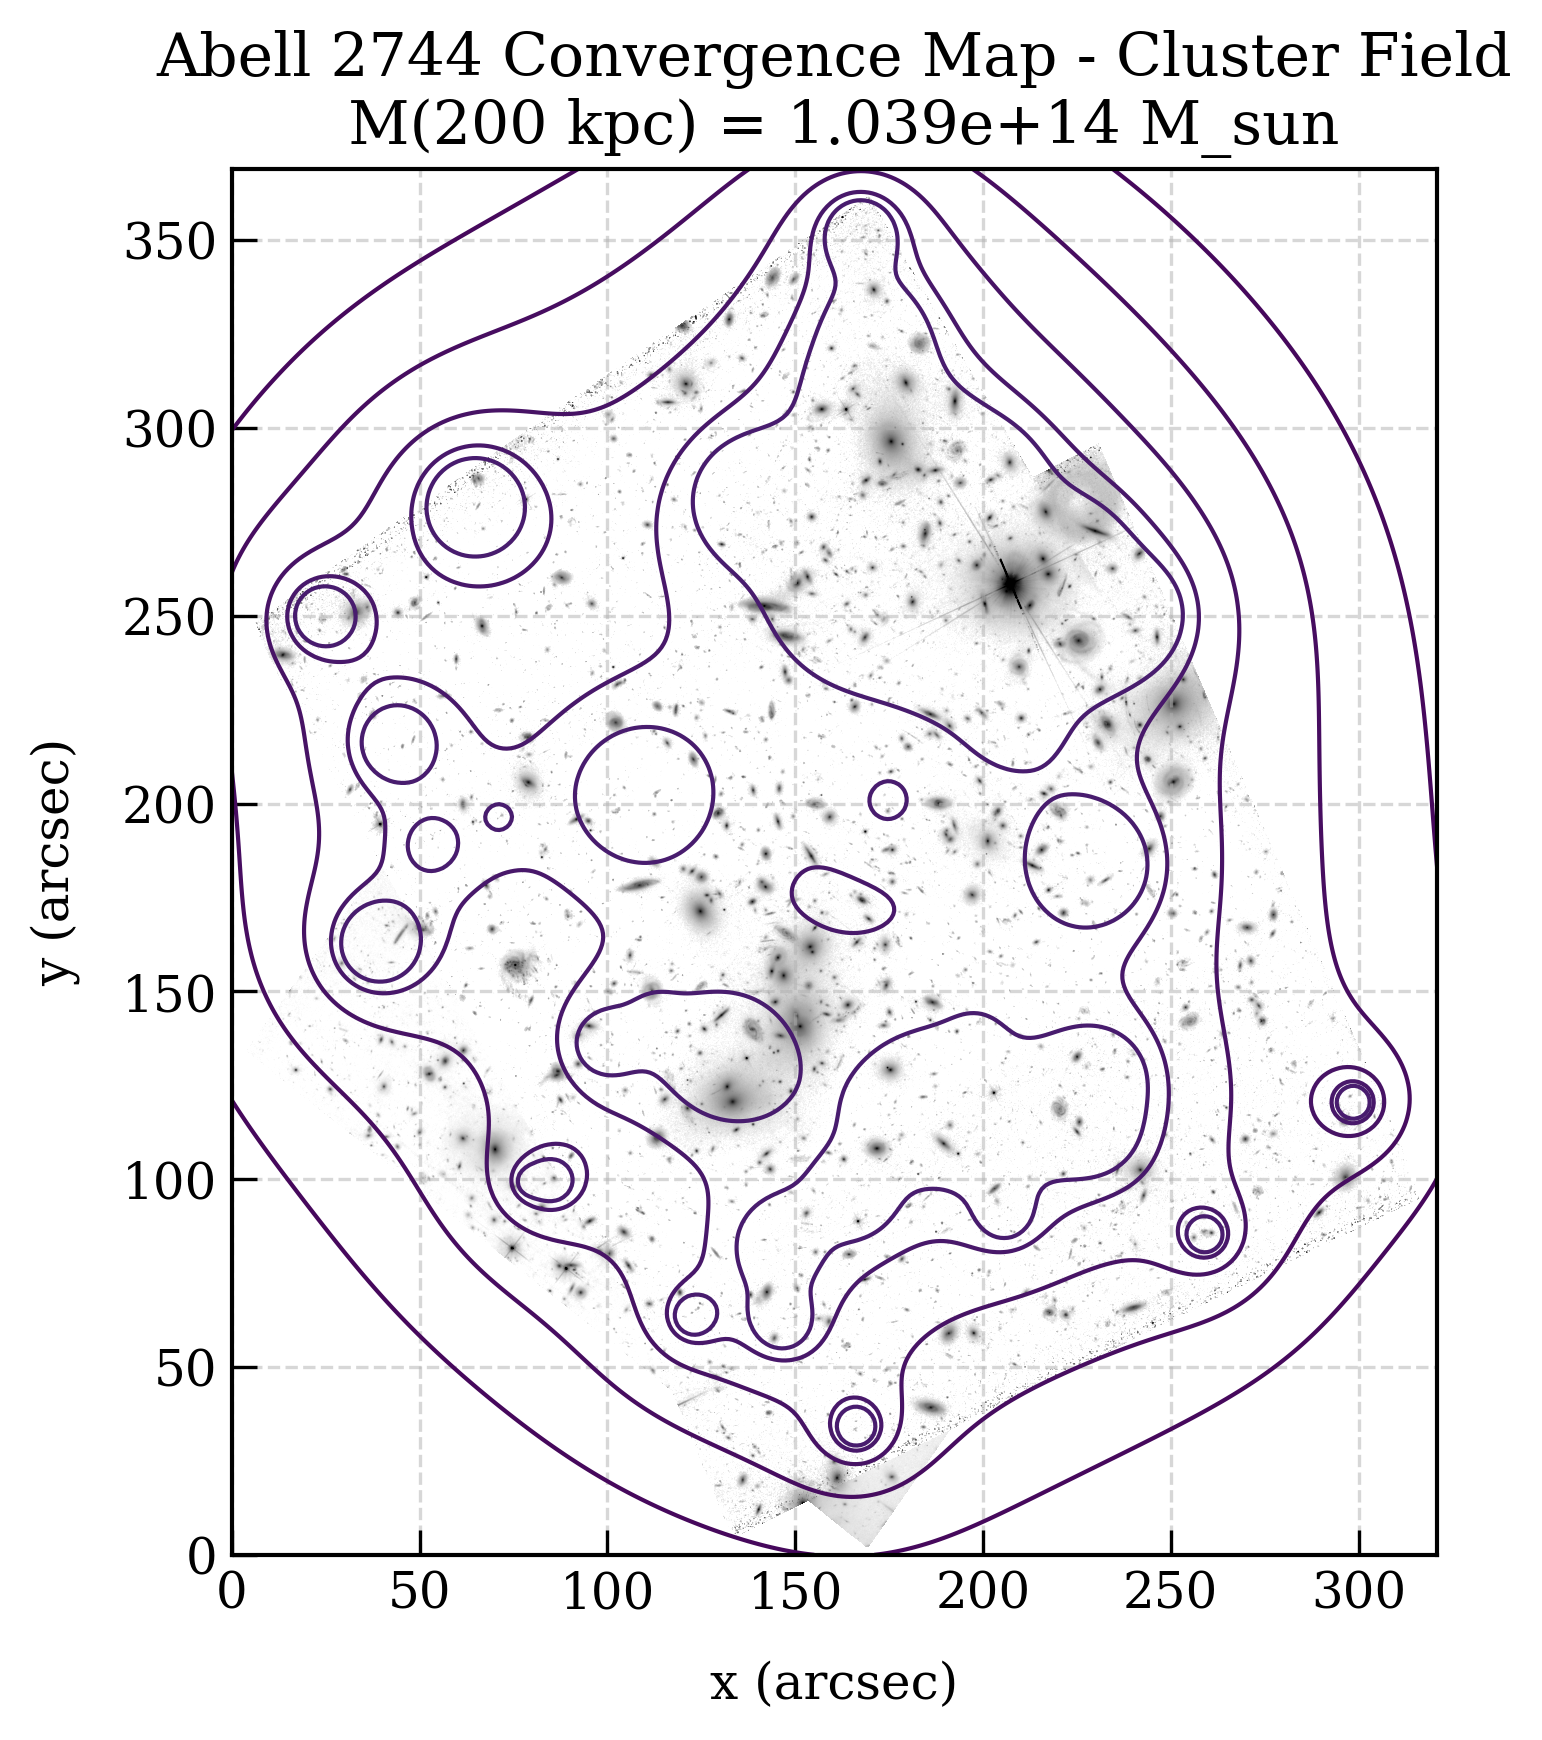 Abell 2744 Convergence Map - Cluster Field
M(200 kpc) = 1.039e+14 M_sun
350
300
250
200
150
100
50
0
y (arcsec)
0 50 100 150 200 250 300
x (arcsec)